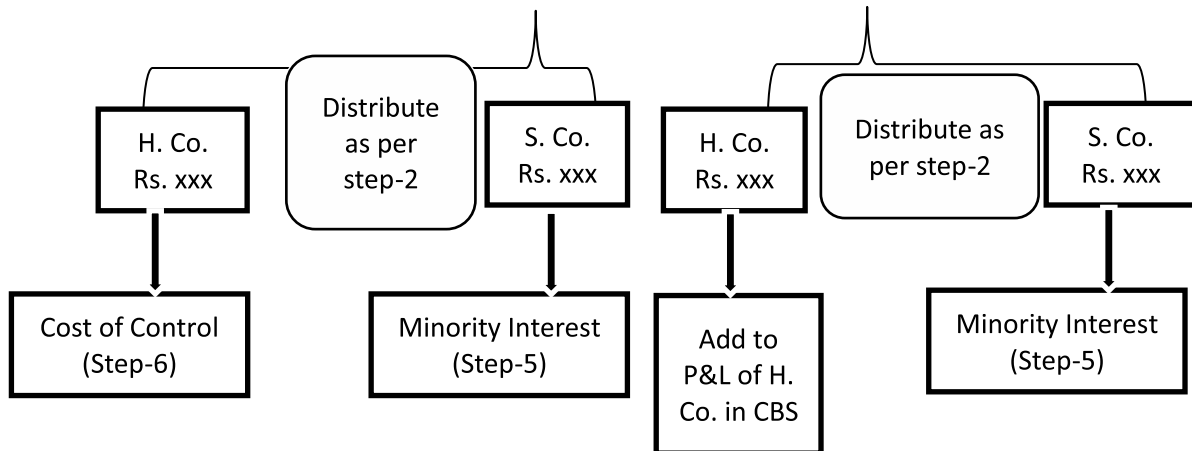 H. Co.
Rs. xxx
Distribute
as per
step-2
S. Co.
Rs. xxx
H. Co.
Rs. xxx
Distribute as
per step-2
S. Co.
Rs. xxx
Cost of Control
(Step-6)
Minority Interest
(Step-5)
Add to
P&L of H.
Co. in CBS
Minority Interest
(Step-5)